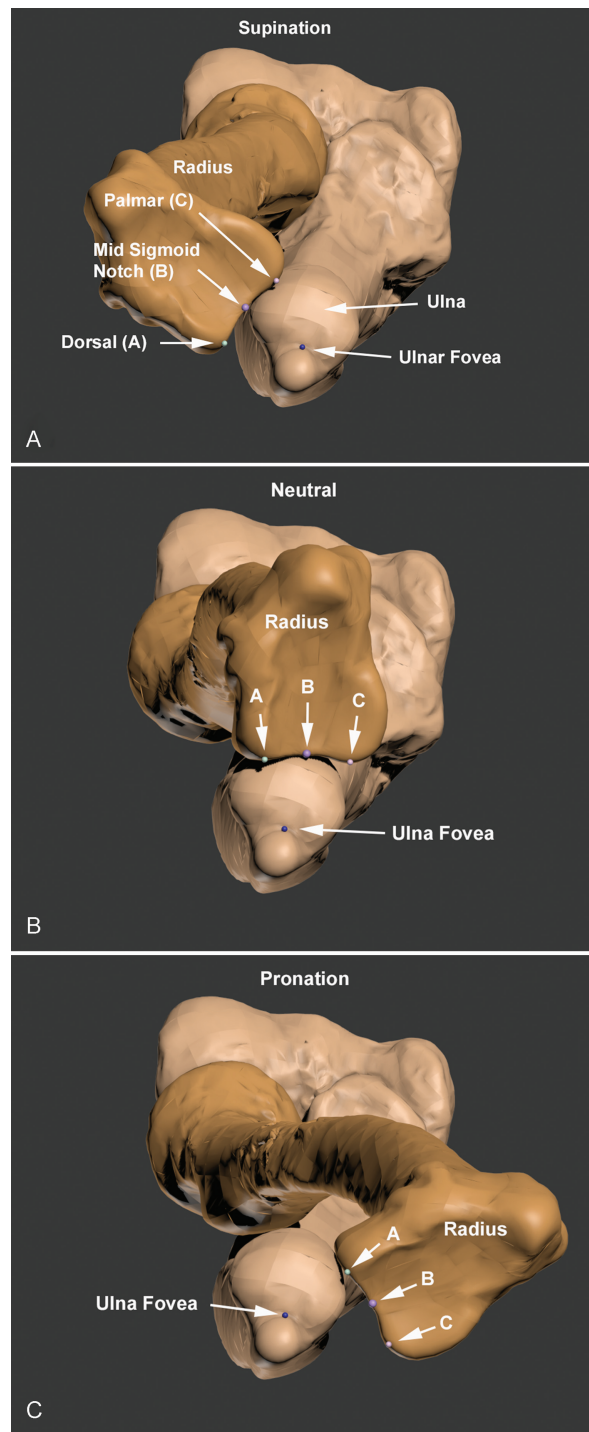 Supination
Radius
Palmar (C)
Mid Sigmoid
Notch (B)
Ulna
Dorsal (A)
Ulnar Fovea
A
Neutral
Radius
A
B
C
Ulna Fovea
B
Pronation
Radius
A
B
Ulna Fovea
C
C